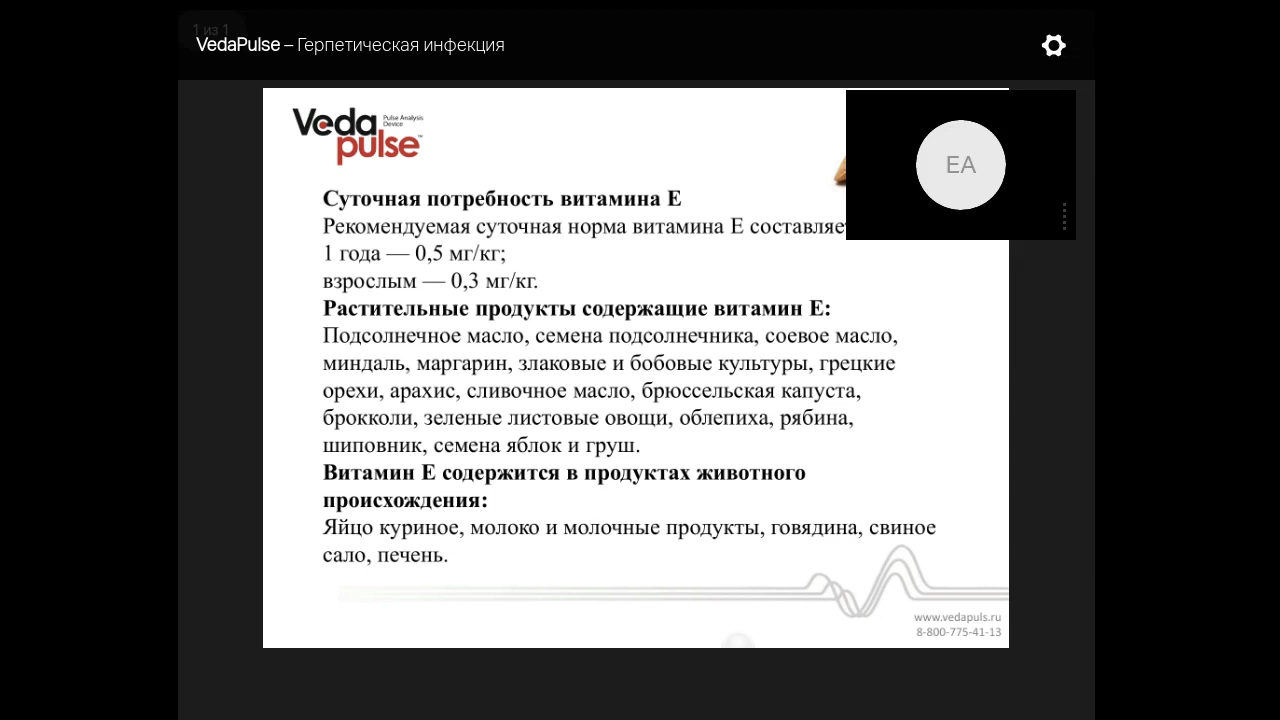 1 из 1
VedaPulse – Герпетическая инфекция
Veda
pulse
Pulse Analysis
Device
EA
Суточная потребность витамина Е
Рекомендуемая суточная норма витамина Е составляе
1 года — 0,5 мг/кг;
взрослым — 0,3 мг/кг.
Растительные продукты содержащие витамин Е:
Подсолнечное масло, семена подсолнечника, соевое масло,
миндаль, маргарин, злаковые и бобовые культуры, грецкие
орехи, арахис, сливочное масло, брюссельская капуста,
брокколи, зеленые листовые овощи, облепиха, рябина,
шиповник, семена яблок и груш.
Витамин Е содержится в продуктах животного
происхождения:
Яйцо куриное, молоко и молочные продукты, говядина, свиное
сало, печень.
www.vedapuls.ru
8-800-775-41-13